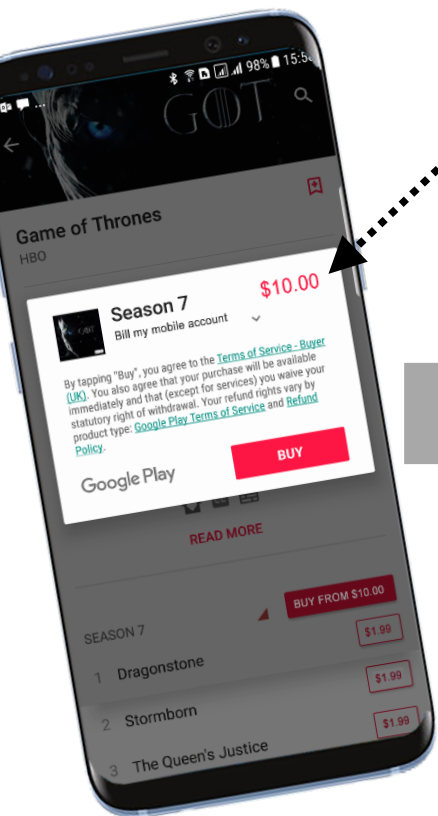 98% 15:5
...
GOT
Game of Thrones
HBO
Season 7
$10.00
Bill my mobile account
By tapping "Buy", you agree to the Terms of Service - Buyer
(UK). You also agree that your purchase will be available
immediately and that (except for services) you waive your
statutory right of withdrawal. Your refund rights vary by
product type: Google Play Terms of Service and Refund
Policy.
Google Play
BUY
READ MORE
SEASON 7
BUY FROM $10.00
1 Dragonstone
$1.99
2 Stormborn
$1.99
3 The Queen's Justice
$1.99